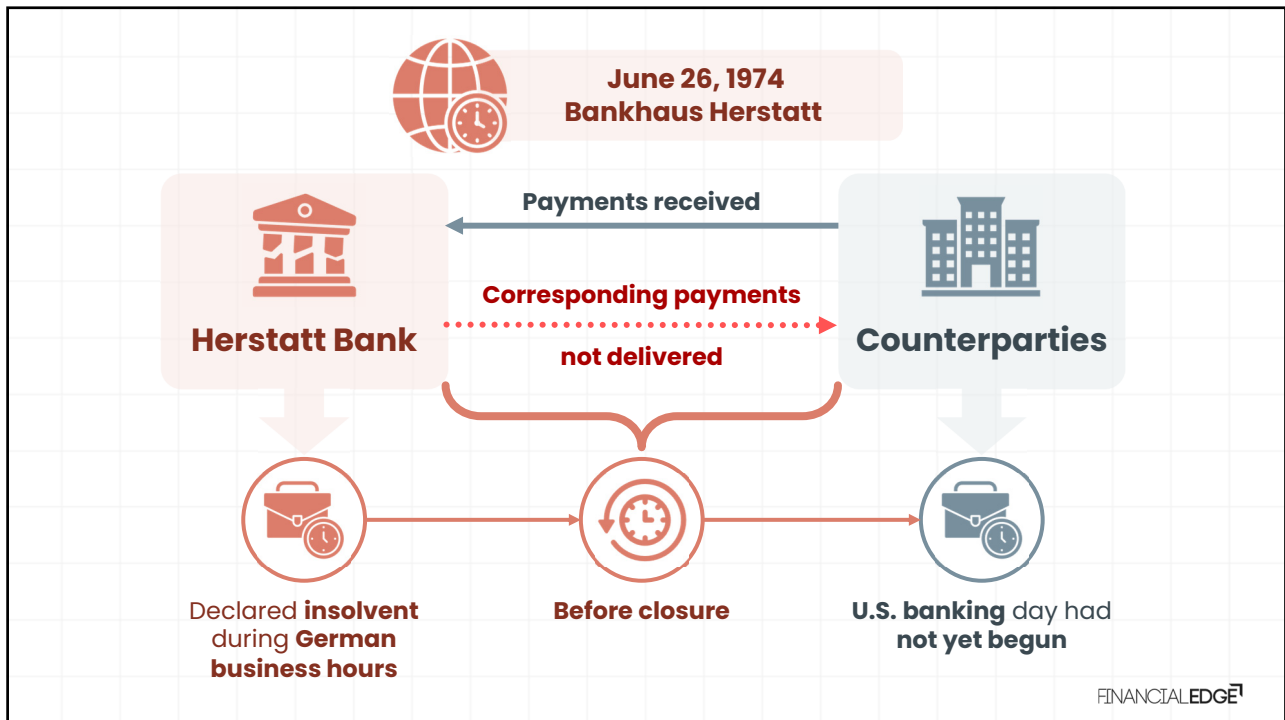 June 26, 1974
Bankhaus Herstatt
Payments received
Corresponding payments
not delivered
Herstatt Bank
Counterparties
Declared insolvent
during German
business hours
Before closure
U.S. banking day had
not yet begun
FINANCIALEDGE